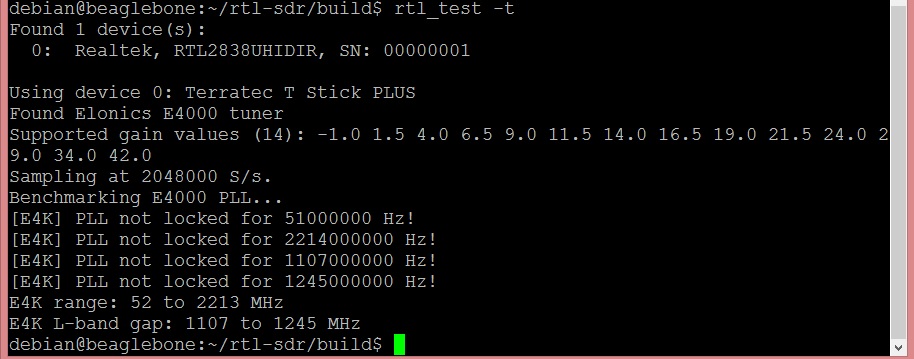 debian@beaglebone:~/rtl-sdr/build$ rtl_test -t
Found 1 device(s):
  0:  Realtek, RTL2838UHIDIR, SN: 00000001

Using device 0: Terratec T Stick PLUS
Found Elonics E4000 tuner
Supported gain values (14): -1.0 1.5 4.0 6.5 9.0 11.5 14.0 16.5 19.0 21.5 24.0 2
9.0 34.0 42.0
Sampling at 2048000 S/s.
Benchmarking E4000 PLL...
[E4K] PLL not locked for 51000000 Hz!
[E4K] PLL not locked for 2214000000 Hz!
[E4K] PLL not locked for 1107000000 Hz!
[E4K] PLL not locked for 1245000000 Hz!
E4K range: 52 to 2213 MHz
E4K L-band gap: 1107 to 1245 MHz
debian@beaglebone:~/rtl-sdr/build$